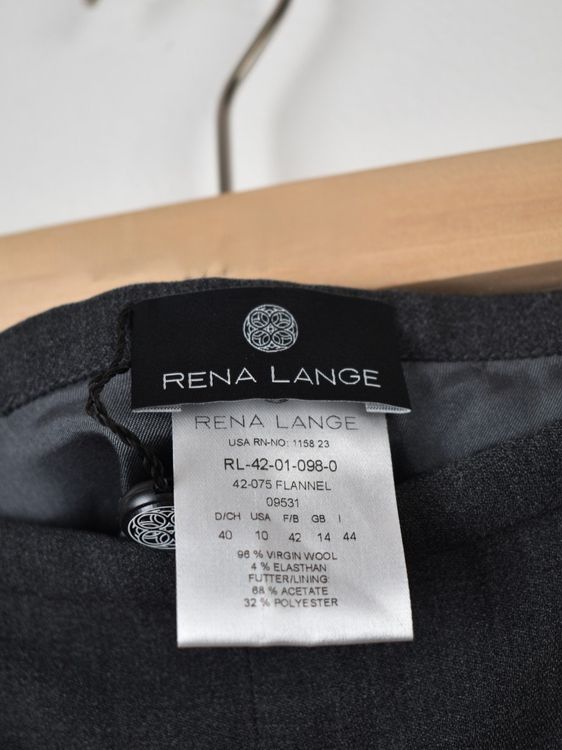 RENA LANGE
RENA LANGE
USA RN-NO: 1158 23
RL-42-01-098-0
42-075 FLANNEL
09531
D/CH USA F/B GB I
40 10 42 14 44
96 % VIRGIN WOOL
4 % ELASTHAN
FUTTER/LINING:
68 % ACETATE
32 % POLYESTER